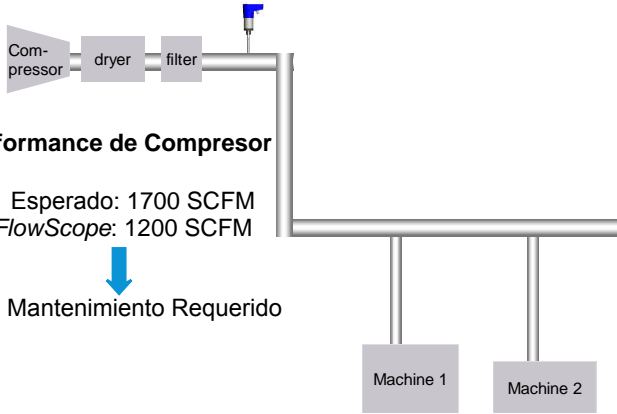 Com-
pressor
dryer
filter
formance de Compresor
Esperado: 1700 SCFM
FlowScope: 1200 SCFM
Mantenimiento Requerido
Machine 1
Machine 2